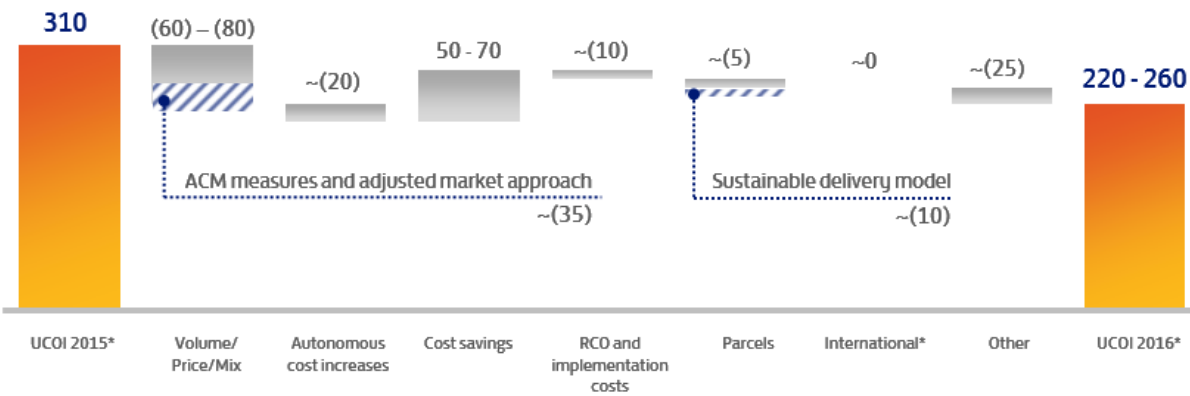 310
(60) – (80)
~(20)
50 - 70
~(10)
~(5)
~0
~(25)
220 - 260
ACM measures and adjusted market approach
~(35)
Sustainable delivery model
~(10)
UCOI 2015*
Volume/
Price/Mix
Autonomous
cost increases
Cost savings
RCO and
implementation
costs
Parcels
International*
Other
UCOI 2016*